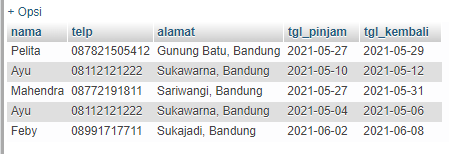 + Opsi
nama telp alamat tgl_pinjam tgl_kembali
Pelita 087821505412 Gunung Batu, Bandung 2021-05-27 2021-05-29
Ayu 08112121222 Sukawarna, Bandung 2021-05-10 2021-05-12
Mahendra 08772191811 Sariwangi, Bandung 2021-05-27 2021-05-31
Ayu 08112121222 Sukawarna, Bandung 2021-05-04 2021-05-06
Feby 08991717711 Sukajadi, Bandung 2021-06-02 2021-06-08